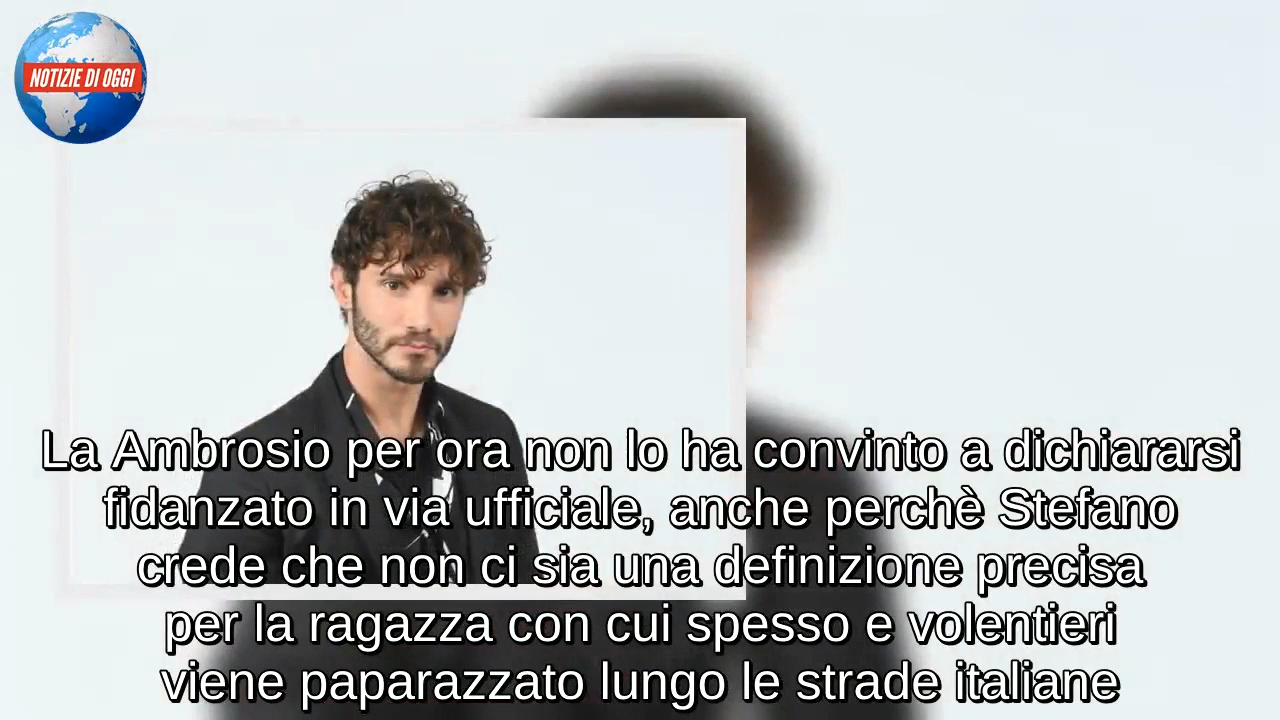 NOTIZIE DI OGGI
La Ambrosio per ora non lo ha convinto a dichiararsi
fidanzato in via ufficiale, anche perchè Stefano
crede che non ci sia una definizione precisa
per la ragazza con cui spesso e volentieri
viene paparazzato lungo le strade italiane